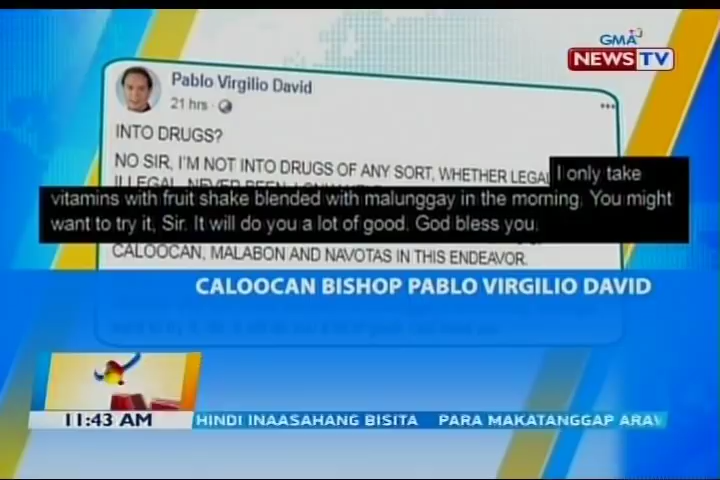 GMA
NEWS TV
Pablo Virgilio David
21 hrs
INTO DRUGS?
NO SIR, I'M NOT INTO DRUGS OF ANY SORT, WHETHER LEGAL
I only take
vitamins with fruit shake blended with malunggay in the morning. You might
want to try it, Sir. It will do you a lot of good. God bless you.
CALOOCAN, MALABON AND NAVOTAS IN THIS ENDEAVOR.
CALOOCAN BISHOP PABLO VIRGILIO DAVID
11:43 AM HINDI INAASAHANG BISITA PARA MAKATANGGAP ARAW